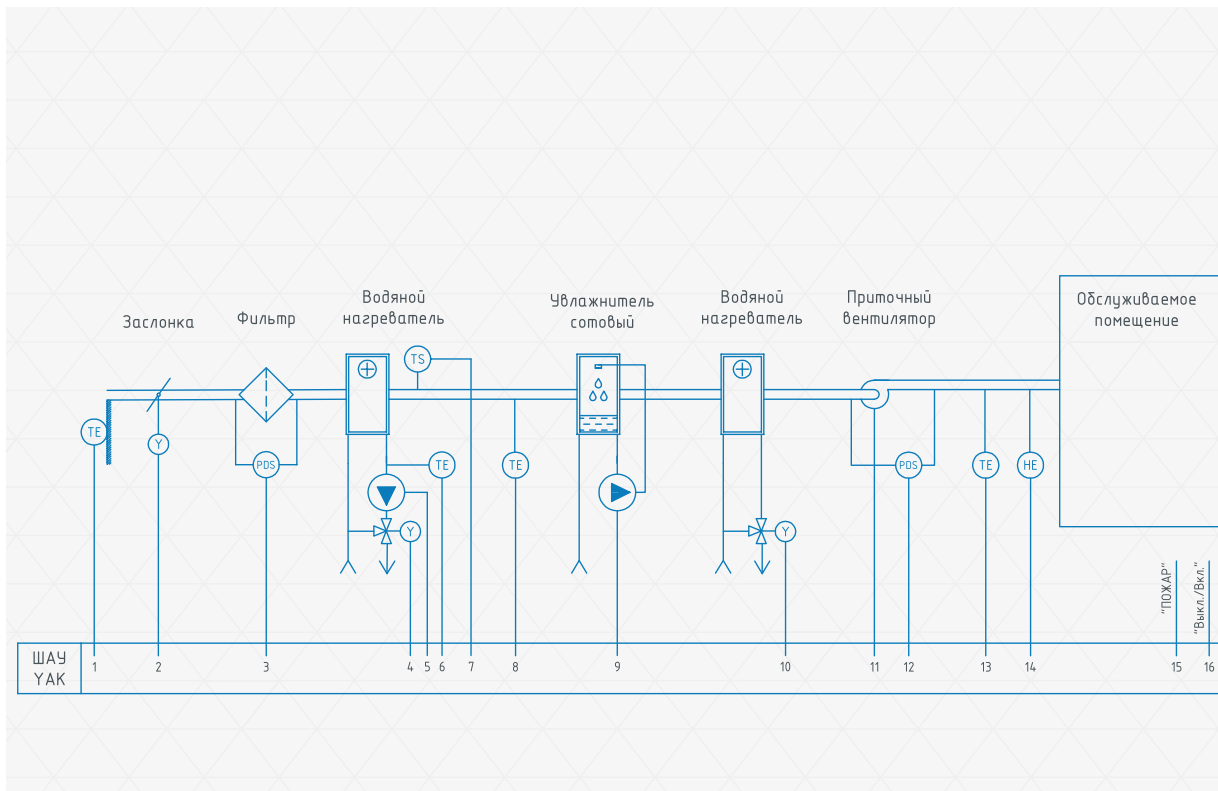 Водяной
нагреватель
Увлажнитель
сотовый
Водяной
нагреватель
Приточный
вентилятор
Обслуживаемое
помещение
Заслонка
Фильтр
TS
TE
Y
PDS
TE
TE
PDS
TE
HE
Y
Y
"ПОЖАР"
"Выкл./Вкл."
ШАУ
YAK
1 2 3 4 5 6 7 8 9 10 11 12 13 14 15 16